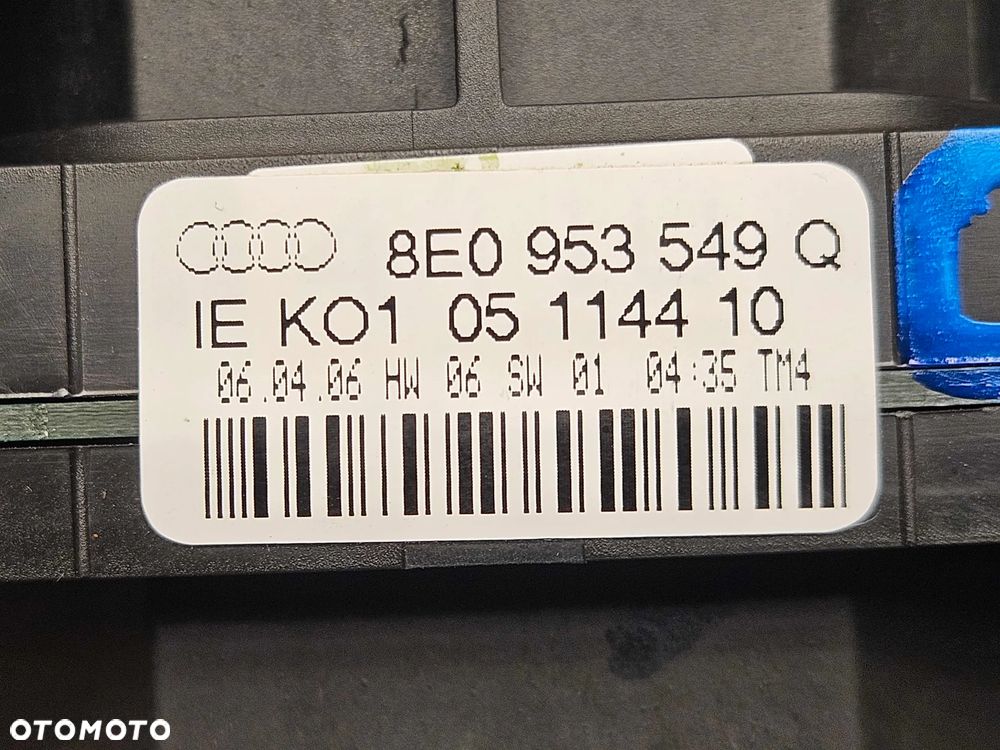 8E0 953 549 Q
IE KO1 05 1144 10
06.04.06 HW 06 SW 01 04:35 TM4
OTOMOTO